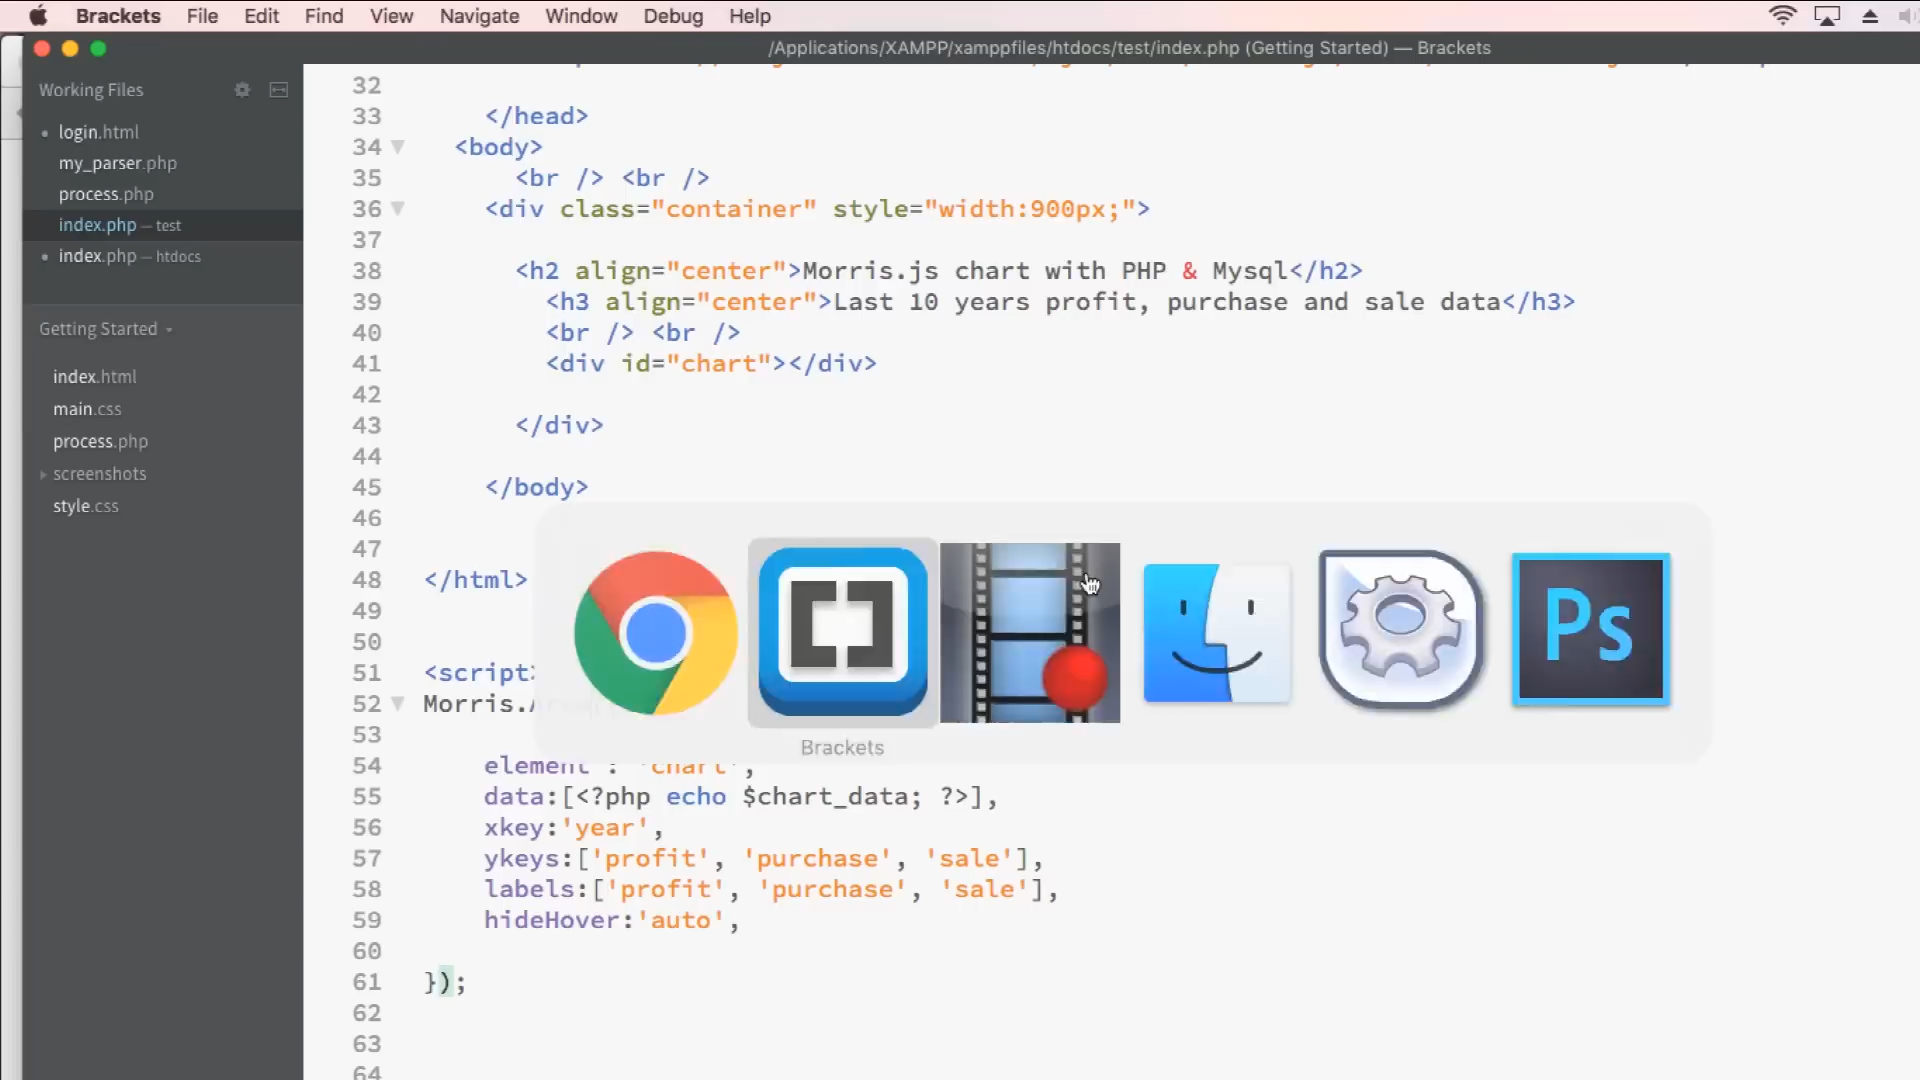 Brackets File Edit Find View Navigate Window Debug Help
/Applications/XAMPP/xamppfiles/htdocs/test/index.php (Getting Started) — Brackets
Working Files
login.html
my_parser.php
process.php
index.php — test
index.php — htdocs
Getting Started
index.html
main.css
process.php
screenshots
style.css
32
33 </head>
34 <body>
35 <br /> <br />
36 <div class="container" style="width:900px;">
37
38 <h2 align="center">Morris.js chart with PHP & Mysql</h2>
39 <h3 align="center">Last 10 years profit, purchase and sale data</h3>
40 <br /> <br />
41 <div id="chart"></div>
42
43 </div>
44
45 </body>
46
47
48 </html>
49
50
51 <script>
52 Morris.
53
54 element : 'chart',
55 data:[<?php echo $chart_data; ?>],
56 xkey:'year',
57 ykeys:['profit', 'purchase', 'sale'],
58 labels:['profit', 'purchase', 'sale'],
59 hideHover:'auto',
60
61 });
62
63
64
Ps
Brackets